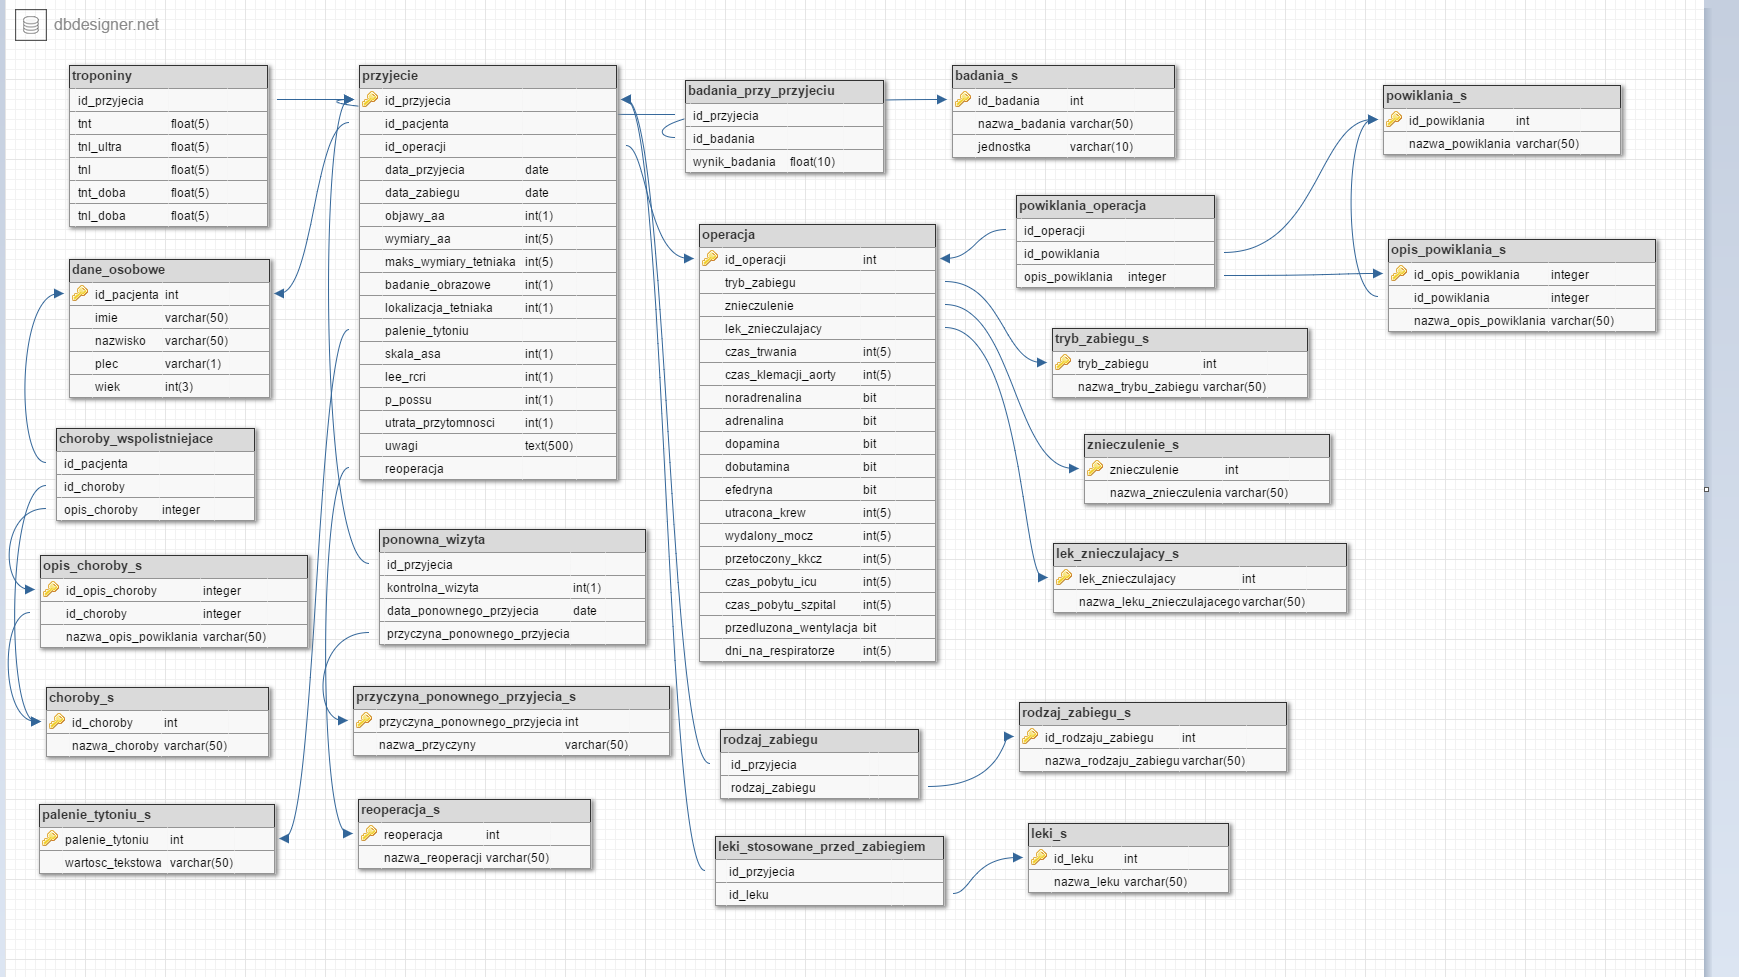 dbdesigner.net
troponiny
id_przyjecia
tnt float(5)
tnl_ultra float(5)
tnl float(5)
tnt_doba float(5)
tnl_doba float(5)
dane_osobowe
id_pacjenta int
imie varchar(50)
nazwisko varchar(50)
plec varchar(1)
wiek int(3)
choroby_wspolistniejace
id_pacjenta
id_choroby
opis_choroby integer
opis_choroby_s
id_opis_choroby integer
id_choroby integer
nazwa_opis_powiklania varchar(50)
choroby_s
id_choroby int
nazwa_choroby varchar(50)
palenie_tytoniu_s
palenie_tytoniu int
wartosc_tekstowa varchar(50)
przyjecie
id_przyjecia
id_pacjenta
id_operacji
data_przyjecia date
data_zabiegu date
objawy_aa int(1)
wymiary_aa int(5)
maks_wymiary_tetniaka int(5)
badanie_obrazowe int(1)
lokalizacja_tetniaka int(1)
palenie_tytoniu
skala_asa int(1)
lee_rcri int(1)
p_possu int(1)
utrata_przytomnosci int(1)
uwagi text(500)
reoperacja
ponowna_wizyta
id_przyjecia
kontrolna_wizyta int(1)
data_ponownego_przyjecia date
przyczyna_ponownego_przyjecia
przyczyna_ponownego_przyjecia_s
przyczyna_ponownego_przyjecia int
nazwa_przyczyny varchar(50)
reoperacja_s
reoperacja int
nazwa_reoperacji varchar(50)
badania_przy_przyjeciu
id_przyjecia
id_badania
wynik_badania float(10)
operacja
id_operacji int
tryb_zabiegu
znieczulenie
lek_znieczulajacy
czas_trwania int(5)
czas_klemacji_aorty int(5)
noradrenalina bit
adrenalina bit
dopamina bit
dobutamina bit
efedryna bit
utracona_krew int(5)
wydalony_mocz int(5)
przetoczony_kkcz int(5)
czas_pobytu_icu int(5)
czas_pobytu_szpital int(5)
przedluzona_wentylacja bit
dni_na_respiratorze int(5)
rodzaj_zabiegu
id_przyjecia
rodzaj_zabiegu
leki_stosowane_przed_zabiegiem
id_przyjecia
id_leku
badania_s
id_badania int
nazwa_badania varchar(50)
jednostka varchar(10)
powiklania_operacja
id_operacji
id_powiklania
opis_powiklania integer
tryb_zabiegu_s
tryb_zabiegu int
nazwa_trybu_zabiegu varchar(50)
znieczulenie_s
znieczulenie int
nazwa_znieczulenia varchar(50)
lek_znieczulajacy_s
lek_znieczulajacy int
nazwa_leku_znieczulajacego varchar(50)
rodzaj_zabiegu_s
id_rodzaju_zabiegu int
nazwa_rodzaju_zabiegu varchar(50)
leki_s
id_leku int
nazwa_leku varchar(50)
powiklania_s
id_powiklania int
nazwa_powiklania varchar(50)
opis_powiklania_s
id_opis_powiklania integer
id_powiklania integer
nazwa_opis_powiklania varchar(50)